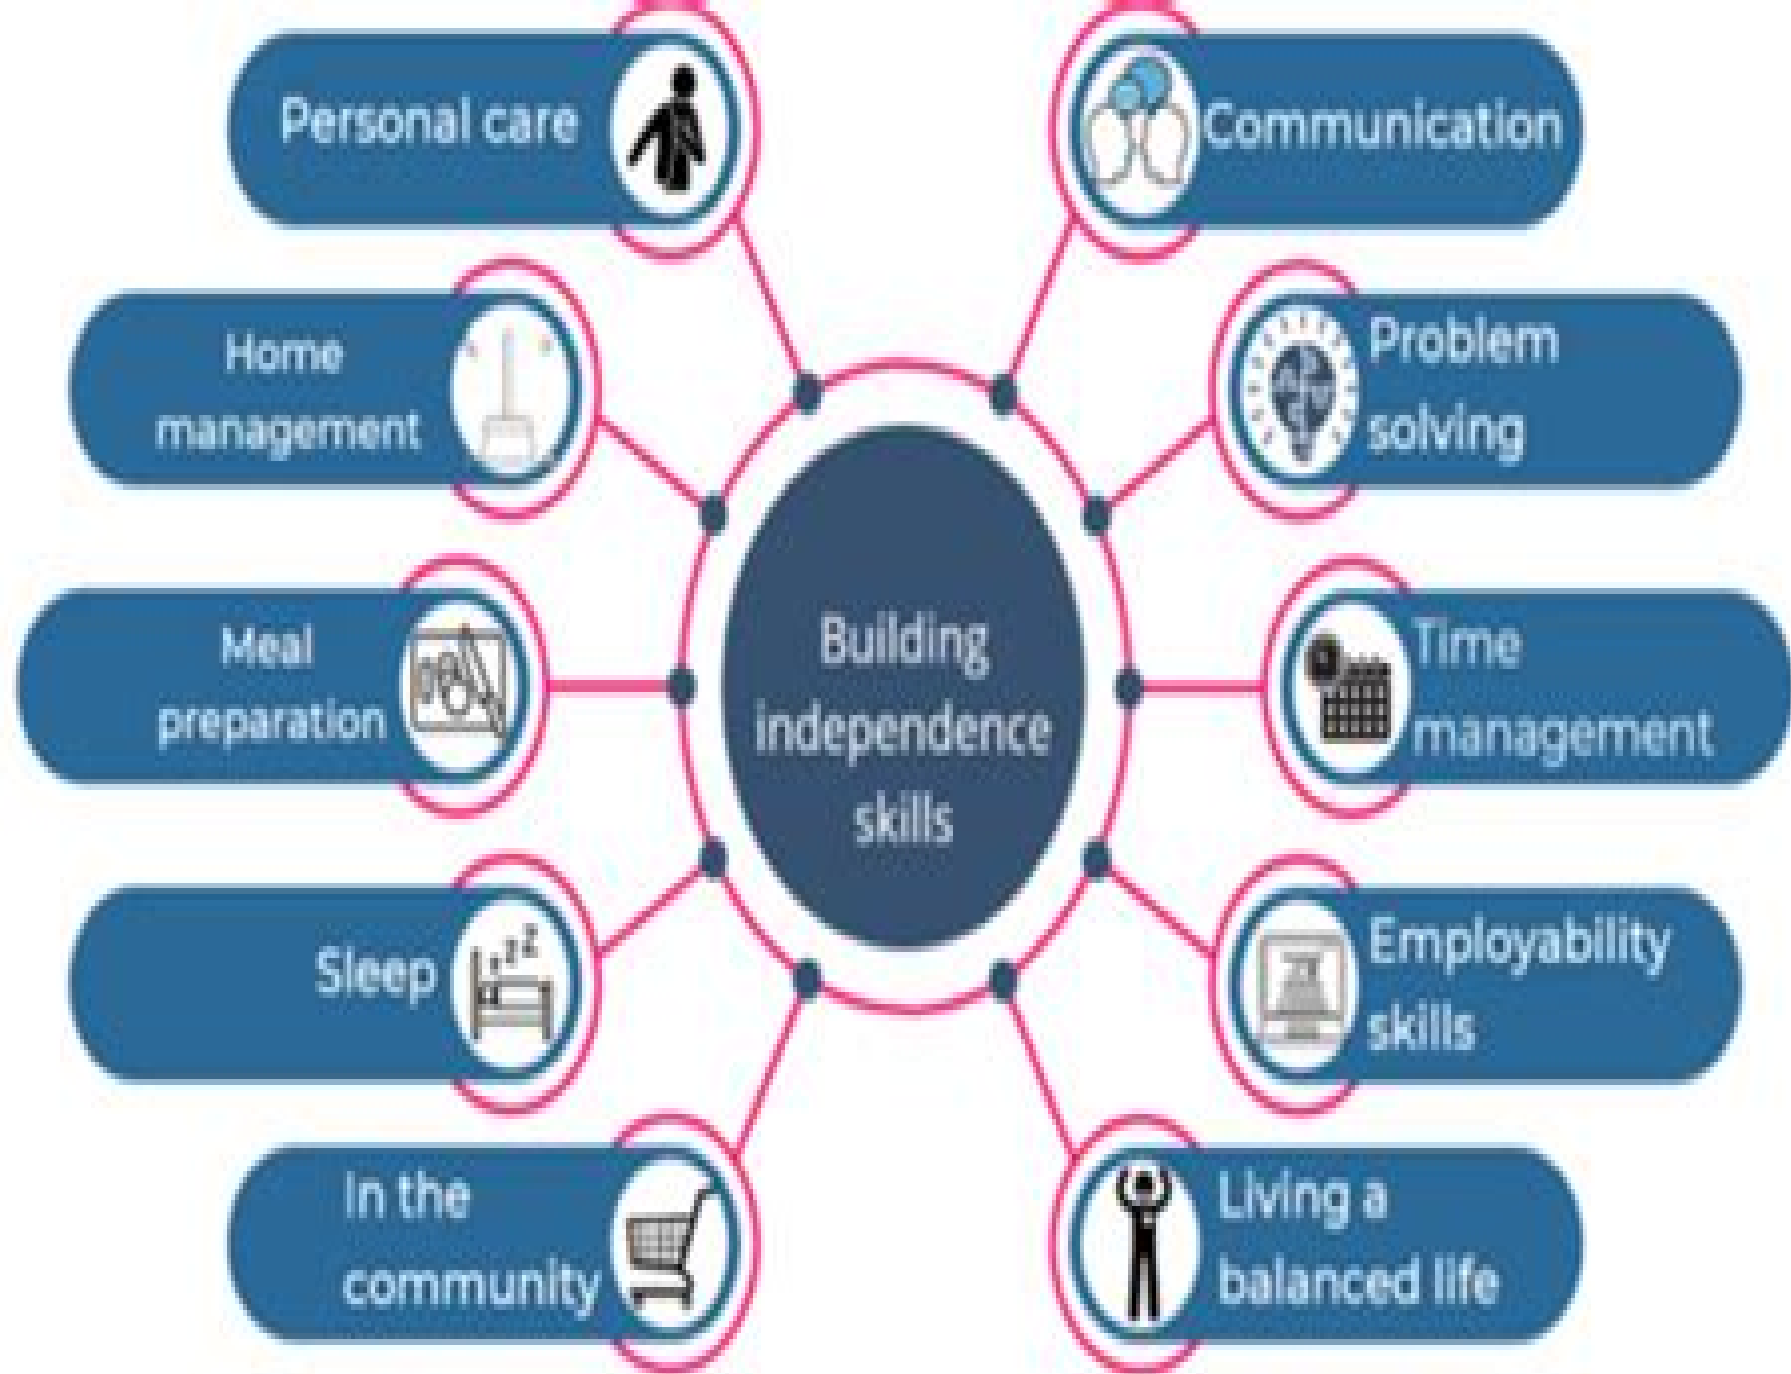 Personal care
Communication
Home
management
Problem
solving
Meal
preparation
Building
independence
skills
Time
management
Sleep
Employability
skills
In the
community
Living a
balanced life